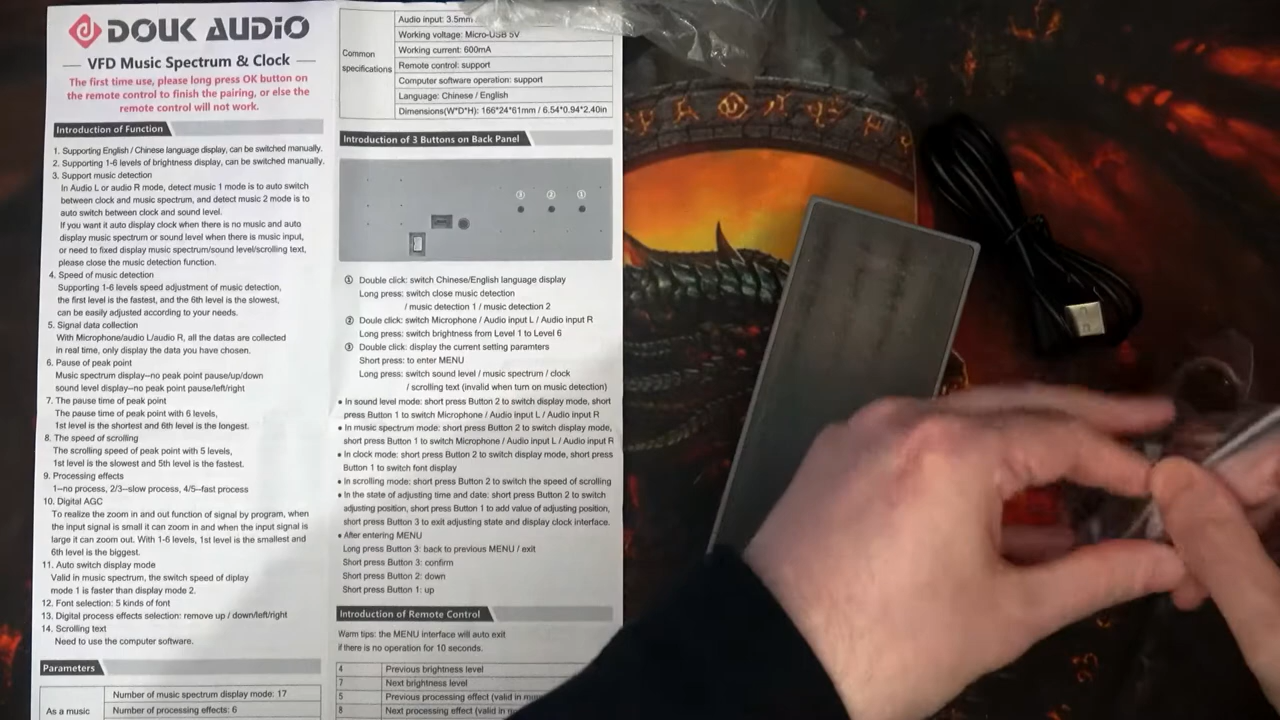 DOUK AUDIO
VFD Music Spectrum & Clock
The first time use, please long press OK button on
the remote control to finish the pairing, or else the
remote control will not work.
Introduction of Function
1. Supporting English / Chinese language display, can be switched manually.
2. Supporting 1-6 levels of brightness display, can be switched manually.
3. Support music detection
In Audio L or audio R mode, detect music 1 mode is to auto switch
between clock and music spectrum, and detect music 2 mode is to
auto switch between clock and sound level.
If you want it auto display clock when there is no music and auto
display music spectrum or sound level when there is music input,
or need to fixed display music spectrum/sound level/scrolling text,
please close the music detection function.
4. Speed of music detection
Supporting 1-6 levels speed adjustment of music detection,
the first level is the fastest, and the 6th level is the slowest,
can be easily adjusted according to your needs.
5. Signal data collection
With Microphone/audio L/audio R, all the datas are collected
in real time, only display the data you have chosen.
6. Pause of peak point
Music spectrum display--no peak point pause/up/down
sound level display--no peak point pause/left/right
7. The pause time of peak point
The pause time of peak point with 6 levels,
1st level is the shortest and 6th level is the longest.
8. The speed of scrolling
The scrolling speed of peak point with 5 levels,
1st level is the slowest and 5th level is the fastest.
9. Processing effects
1--no process, 2/3--slow process, 4/5--fast process
10. Digital AGC
To realize the zoom in and out function of signal by program, when
the input signal is small it can zoom in and when the input signal is
large it can zoom out. With 1-6 levels, 1st level is the smallest and
6th level is the biggest.
11. Auto switch display mode
Valid in music spectrum, the switch speed of diplay
mode 1 is faster than display mode 2.
12. Font selection: 5 kinds of font
13. Digital process effects selection: remove up / down/left/right
14. Scrolling text
Need to use the computer software.
Parameters
As a music
Number of music spectrum display mode: 17
Number of processing effects: 6
Common
specifications
Audio input: 3.5mm
Working voltage: Micro-USB 5V
Working current: 600mA
Remote control: support
Computer software operation: support
Language: Chinese / English
Dimensions(W*D*H): 166*24*61mm / 6.54*0.94*2.40in
Introduction of 3 Buttons on Back Panel
③ ② ①
① Double click: switch Chinese/English language display
Long press: switch close music detection
/ music detection 1 / music detection 2
② Doule click: switch Microphone / Audio input L / Audio input R
Long press: switch brightness from Level 1 to Level 6
③ Double click: display the current setting paramters
Short press: to enter MENU
Long press: switch sound level / music spectrum / clock
/ scrolling text (invalid when turn on music detection)
• In sound level mode: short press Button 2 to switch display mode, short
press Button 1 to switch Microphone / Audio input L / Audio input R
• In music spectrum mode: short press Button 2 to switch display mode,
short press Button 1 to switch Microphone / Audio input L / Audio input R
• In clock mode: short press Button 2 to switch display mode, short press
Button 1 to switch font display
• In scrolling mode: short press Button 2 to switch the speed of scrolling
• In the state of adjusting time and date: short press Button 2 to switch
adjusting position, short press Button 1 to add value of adjusting position,
short press Button 3 to exit adjusting state and display clock interface.
• After entering MENU
Long press Button 3: back to previous MENU / exit
Short press Button 3: confirm
Short press Button 2: down
Short press Button 1: up
Introduction of Remote Control
Warm tips: the MENU interface will auto exit
if there is no operation for 10 seconds.
4 Previous brightness level
7 Next brightness level
5 Previous processing effect (valid in
8 Next processing effect (valid in